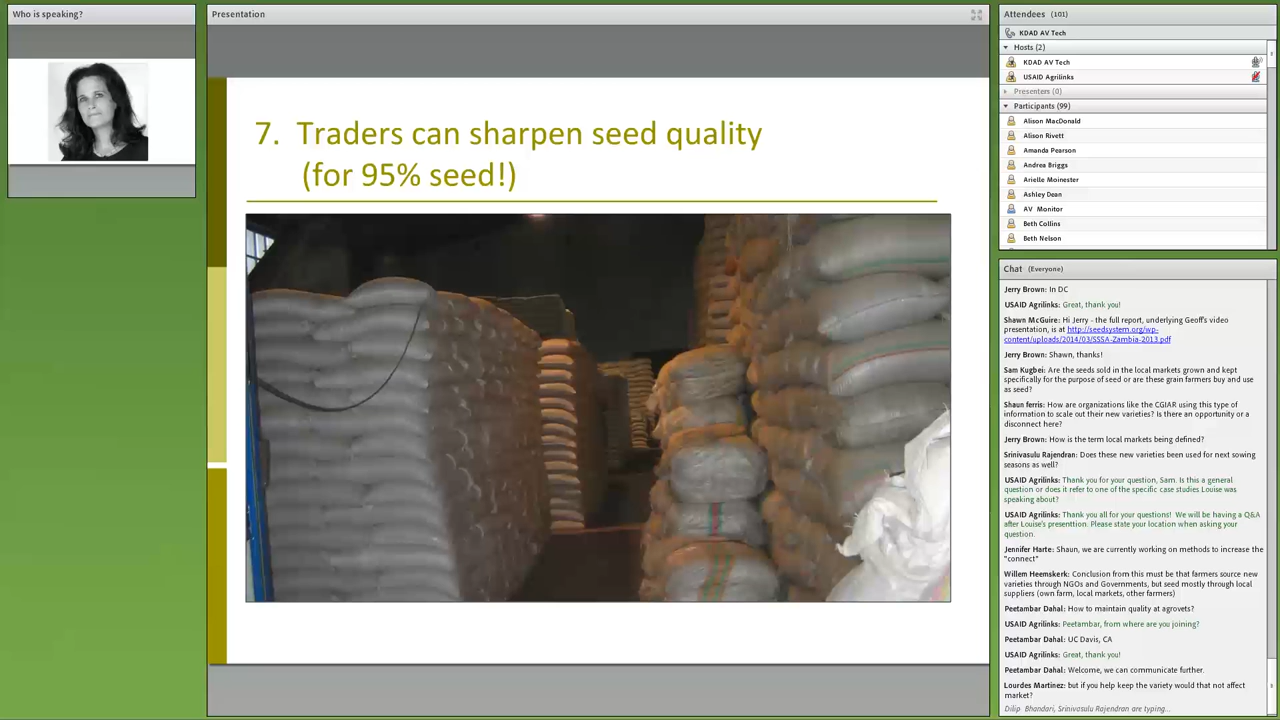 Who is speaking?
Presentation
7. Traders can sharpen seed quality
(for 95% seed!)
Attendees (101)
KDAD AV Tech
Hosts (2)
KDAD AV Tech
USAID Agrilinks
Presenters (0)
Participants (99)
Alison MacDonald
Alison Rivett
Amanda Pearson
Andrea Briggs
Arielle Moinester
Ashley Dean
AV Monitor
Beth Collins
Beth Nelson
Chat (Everyone)
Jerry Brown: In DC
USAID Agrilinks: Great, thank you!
Shawn McGuire: Hi Jerry - the full report, underlying Geoff's video
presentation, is at http://seedsystem.org/wp-
content/uploads/2014/03/SSSA-Zambia-2013.pdf
Jerry Brown: Shawn, thanks!
Sam Kugbei: Are the seeds sold in the local markets grown and kept
specifically for the purpose of seed or are these grain farmers buy and use
as seed?
Shaun ferris: How are organizations like the CGIAR using this type of
information to scale out their new varieties? Is there an opportunity or a
disconnect here?
Jerry Brown: How is the term local markets being defined?
Srinivasulu Rajendran: Does these new varieties been used for next sowing
seasons as well?
USAID Agrilinks: Thank you for your question, Sam. Is this a general
question or does it refer to one of the specific case studies Louise was
speaking about?
USAID Agrilinks: Thank you all for your questions! We will be having a Q&A
after Louise's presenttion. Please state your location when asking your
question.
Jennifer Harte: Shaun, we are currently working on methods to increase the
"connect"
Willem Heemskerk: Conclusion from this must be that farmers source new
varieties through NGOs and Governments, but seed mostly through local
suppliers (own farm, local markets, other farmers)
Peetambar Dahal: How to maintain quality at agrovets?
USAID Agrilinks: Peetambar, from where are you joining?
Peetambar Dahal: UC Davis, CA
USAID Agrilinks: Great, thank you!
Peetambar Dahal: Welcome, we can communicate further.
Lourdes Martinez: but if you help keep the variety would that not affect
market?
Dilip Bhandari, Srinivasulu Rajendran are typing...